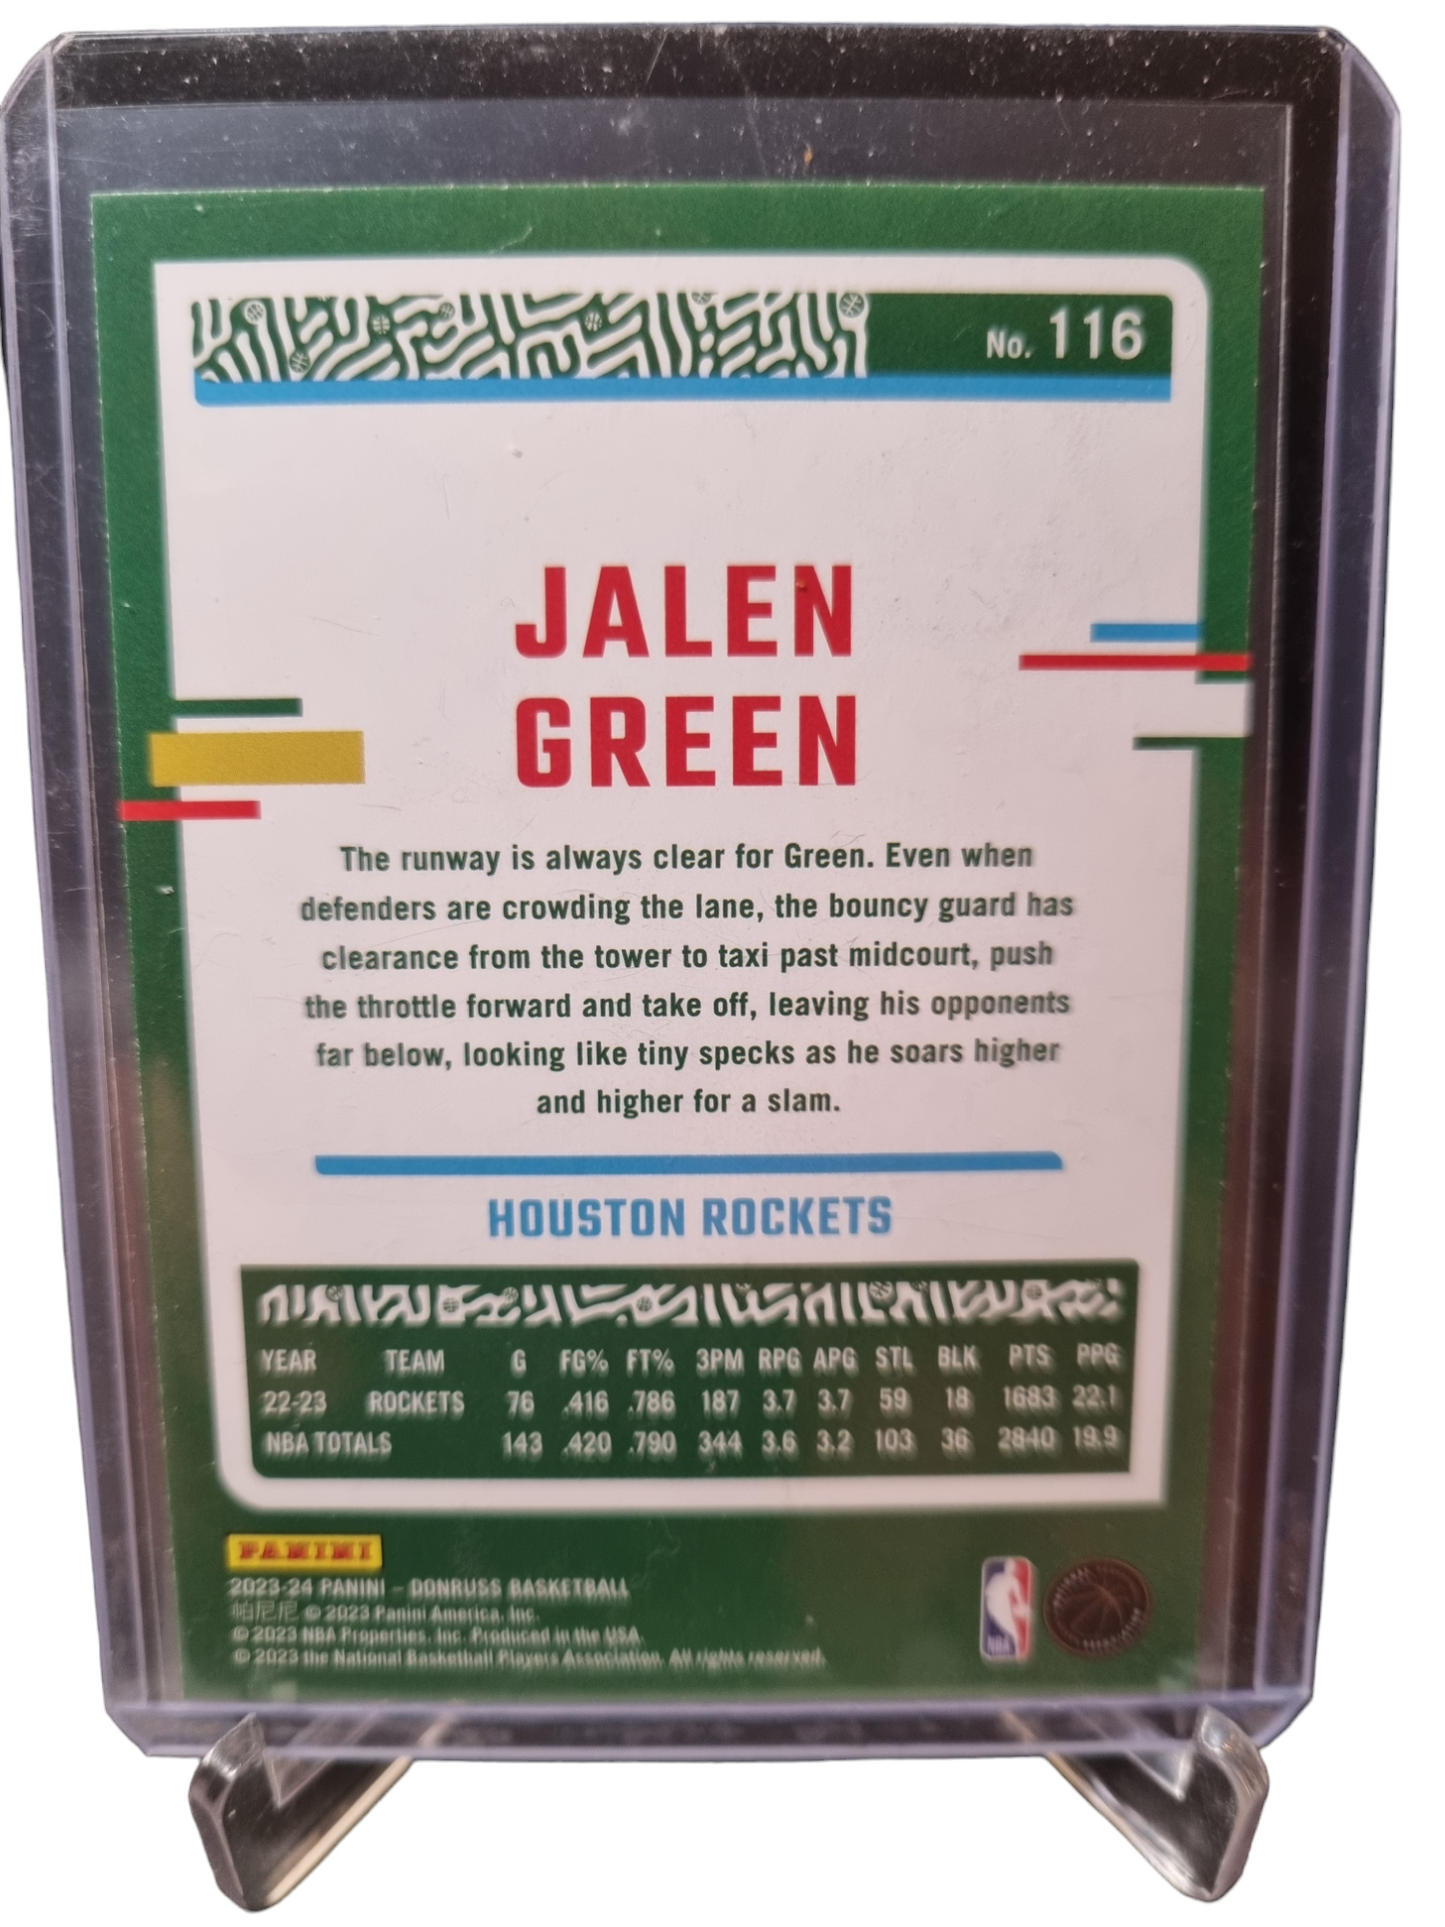 No. 116
JALEN
GREEN
The runway is always clear for Green. Even when
defenders are crowding the lane, the bouncy guard has
clearance from the tower to taxi past midcourt, push
the throttle forward and take off, leaving his opponents
far below, looking like tiny specks as he soars higher
and higher for a slam.
HOUSTON ROCKETS
YEAR TEAM G FG% FT% 3PM RPG APG STL BLK PTS PPG
22-23 ROCKETS 76 .416 .786 187 3.7 3.7 59 18 1683 22.1
NBA TOTALS 143 .420 .790 344 3.6 3.2 103 36 2840 19.9
PANINI
2023-24 PANINI – DONRUSS BASKETBALL
帕尼尼 © 2023 Panini America, Inc.
© 2023 NBA Properties, Inc. Produced in the USA.
© 2023 the National Basketball Players Association. All rights reserved.
NBA